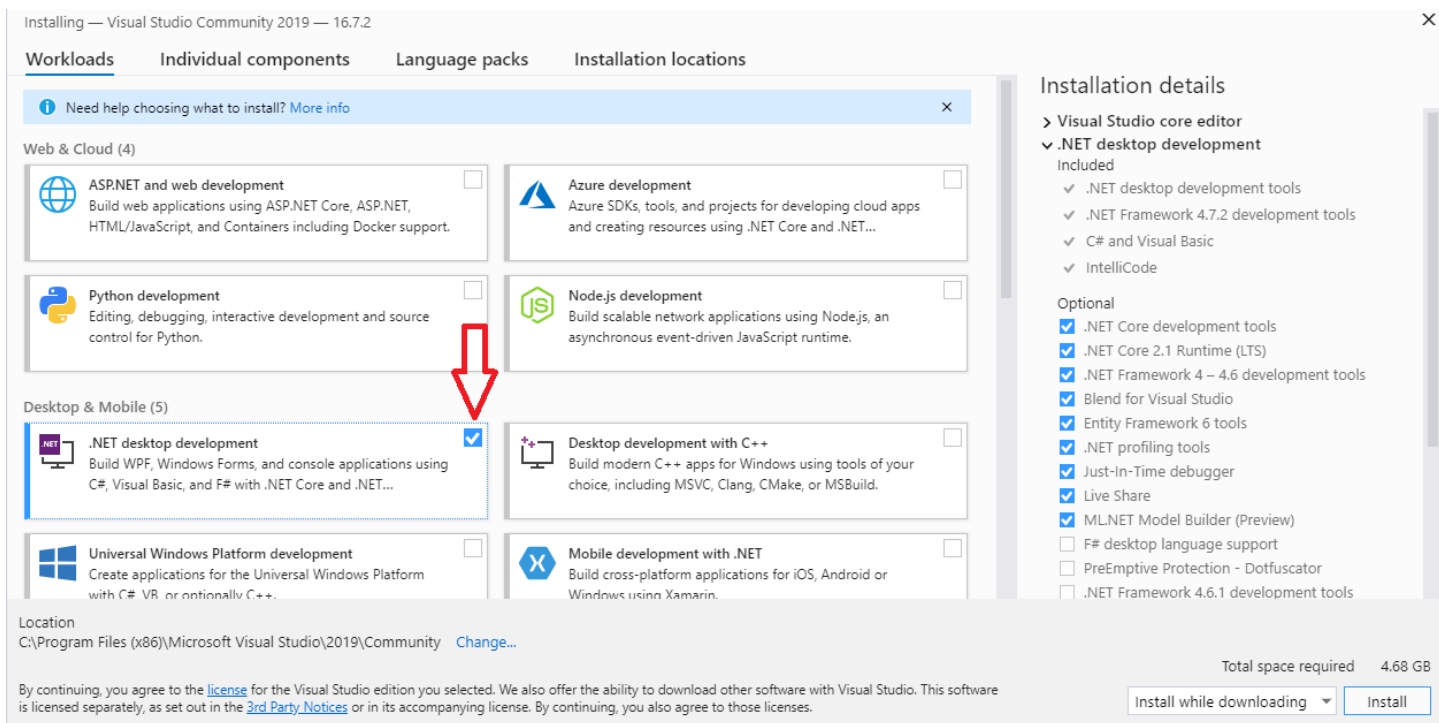 Installing — Visual Studio Community 2019 — 16.7.2
Workloads
Individual components
Language packs
Installation locations
Need help choosing what to install? More info
Web & Cloud (4)
ASP.NET and web development
Build web applications using ASP.NET Core, ASP.NET,
HTML/JavaScript, and Containers including Docker support.
Azure development
Azure SDKs, tools, and projects for developing cloud apps
and creating resources using .NET Core and .NET...
Python development
Editing, debugging, interactive development and source
control for Python.
JS
Node.js development
Build scalable network applications using Node.js, an
asynchronous event-driven JavaScript runtime.
Desktop & Mobile (5)
.NET
.NET desktop development
Build WPF, Windows Forms, and console applications using
C#, Visual Basic, and F# with .NET Core and .NET...
Desktop development with C++
Build modern C++ apps for Windows using tools of your
choice, including MSVC, Clang, CMake, or MSBuild.
Universal Windows Platform development
Create applications for the Universal Windows Platform
with C#, VB, or optionally C++.
Mobile development with .NET
Build cross-platform applications for iOS, Android or
Windows using Xamarin.
Installation details
Visual Studio core editor
.NET desktop development
Included
.NET desktop development tools
.NET Framework 4.7.2 development tools
C# and Visual Basic
IntelliCode
Optional
.NET Core development tools
.NET Core 2.1 Runtime (LTS)
.NET Framework 4 – 4.6 development tools
Blend for Visual Studio
Entity Framework 6 tools
.NET profiling tools
Just-In-Time debugger
Live Share
ML.NET Model Builder (Preview)
F# desktop language support
PreEmptive Protection - Dotfuscator
.NET Framework 4.6.1 development tools
Location
C:\Program Files (x86)\Microsoft Visual Studio\2019\Community Change...
Total space required 4.68 GB
By continuing, you agree to the license for the Visual Studio edition you selected. We also offer the ability to download other software with Visual Studio. This software
is licensed separately, as set out in the 3rd Party Notices or in its accompanying license. By continuing, you also agree to those licenses.
Install while downloading
Install